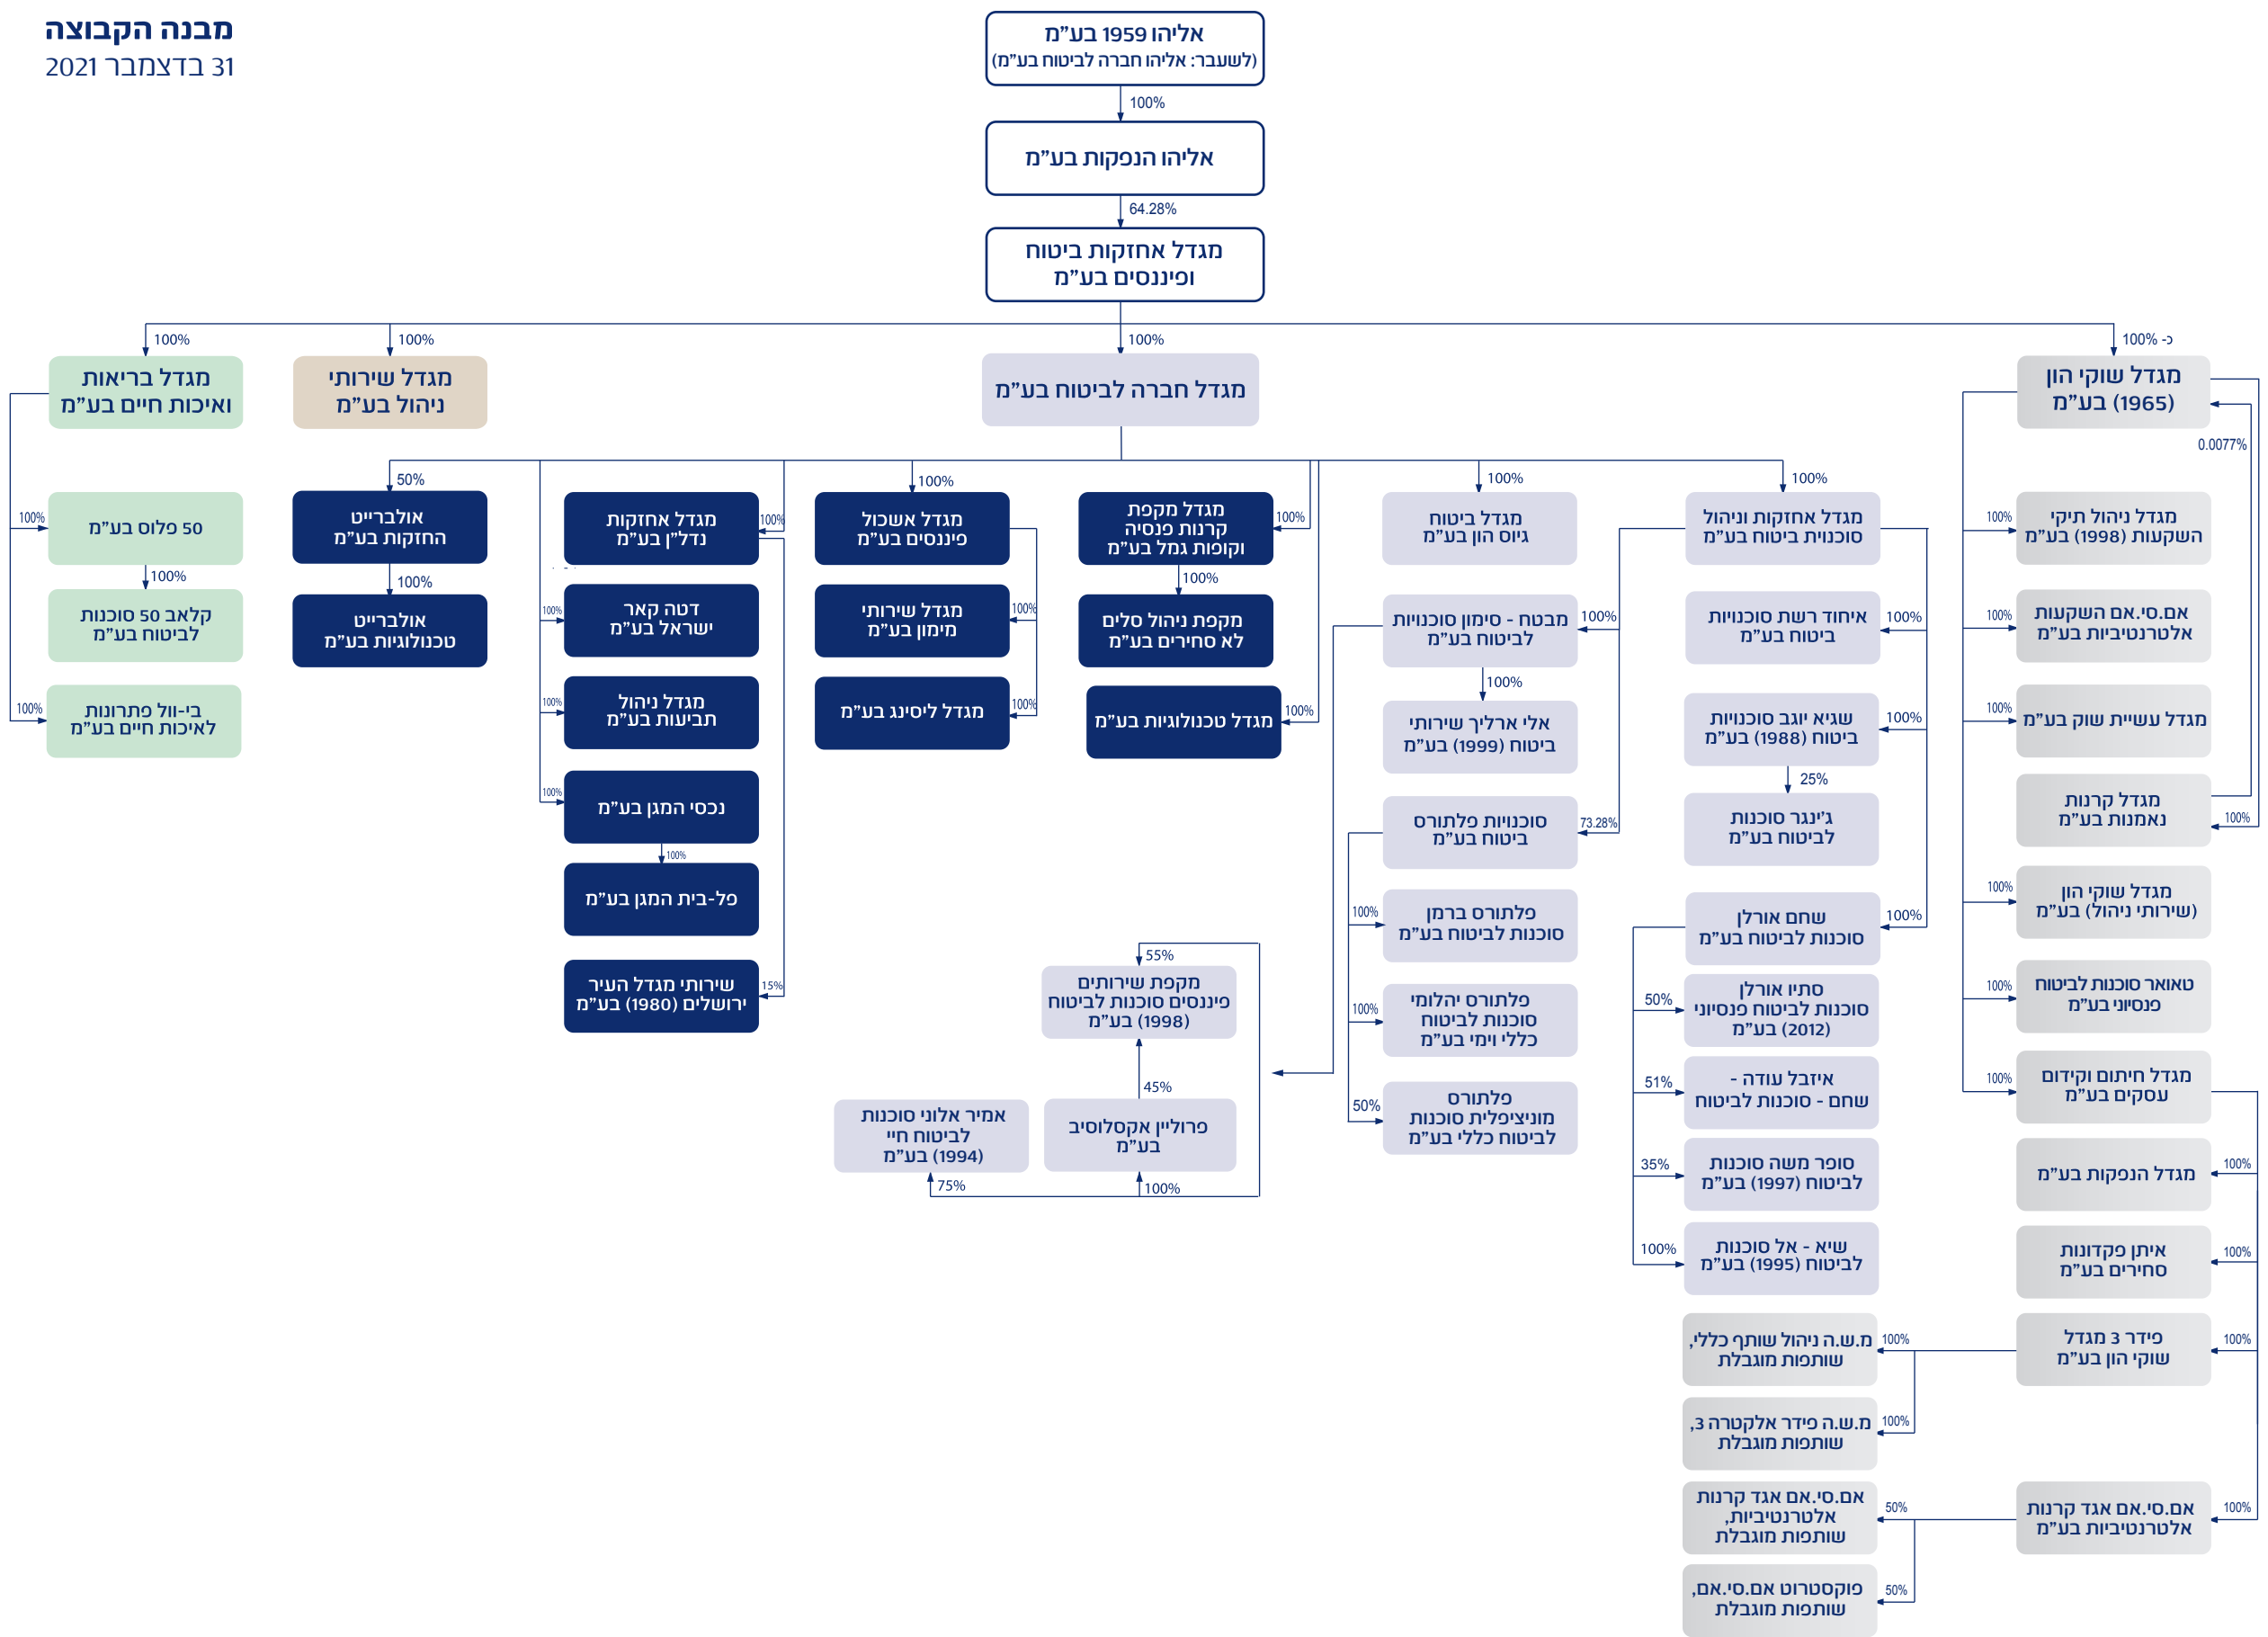 מבנה הקבוצה
31 בדצמבר 2021
אליהו 1959 בע"מ
(לשעבר: אליהו חברה לביטוח בע"מ)
100%
אליהו הנפקות בע"מ
64.28%
מגדל אחזקות ביטוח
ופיננסים בע"מ
כ- 100%
100%
100%
100%
מגדל שוקי הון
(1965) בע"מ
מגדל חברה לביטוח בע"מ
מגדל שירותי
ניהול בע"מ
מגדל בריאות
ואיכות חיים בע"מ
0.0077%
100%
מגדל ניהול תיקי
השקעות (1998) בע"מ
100%
אם.סי.אם השקעות
אלטרנטיביות בע"מ
100%
מגדל עשיית שוק בע"מ
100%
מגדל קרנות
נאמנות בע"מ
100%
מגדל שוקי הון
(שירותי ניהול) בע"מ
100%
טאואר סוכנות לביטוח
פנסיוני בע"מ
100%
מגדל חיתום וקידום
עסקים בע"מ
100%
מגדל הנפקות בע"מ
100%
איתן פקדונות
סחירים בע"מ
100%
פידר 3 מגדל
שוקי הון בע"מ
100%
מ.ש.ה ניהול שותף כללי,
שותפות מוגבלת
100%
מ.ש.ה פידר אלקטרה 3,
שותפות מוגבלת
100%
אם.סי.אם אגד קרנות
אלטרנטיביות בע"מ
50%
אם.סי.אם אגד קרנות
אלטרנטיביות,
שותפות מוגבלת
50%
פוקסטרוט אם.סי.אם,
שותפות מוגבלת
100%
מגדל אחזקות וניהול
סוכנוית ביטוח בע"מ
100%
איחוד רשת סוכנויות
ביטוח בע"מ
100%
שגיא יוגב סוכנויות
ביטוח (1988) בע"מ
25%
ג'ינגר סוכנות
לביטוח בע"מ
100%
שחם אורלן
סוכנות לביטוח בע"מ
50%
סתיו אורלן
סוכנות לביטוח פנסיוני
(2012) בע"מ
51%
איזבל עודה -
שחם - סוכנות לביטוח
35%
סופר משה סוכנות
לביטוח (1997) בע"מ
100%
שיא - אל סוכנות
לביטוח (1995) בע"מ
100%
מגדל ביטוח
גיוס הון בע"מ
100%
מבטח - סימון סוכנויות
לביטוח בע"מ
100%
אלי ארליך שירותי
ביטוח (1999) בע"מ
73.28%
סוכנויות פלתורס
ביטוח בע"מ
100%
פלתורס ברמן
סוכנות לביטוח בע"מ
100%
פלתורס יהלומי
סוכנות לביטוח
כללי וימי בע"מ
50%
פלתורס
מוניציפלית סוכנות
לביטוח כללי בע"מ
55%
מקפת שירותים
פיננסים סוכנות לביטוח
(1998) בע"מ
45%
פרוליין אקסלוסיב
בע"מ
100%
אמיר אלוני סוכנות
לביטוח חיי
(1994) בע"מ
75%
100%
מגדל מקפת
קרנות פנסיה
וקופות גמל בע"מ
100%
מקפת ניהול סלים
לא סחירים בע"מ
100%
מגדל טכנולוגיות בע"מ
100%
מגדל אשכול
פיננסים בע"מ
100%
מגדל שירותי
מימון בע"מ
100%
מגדל ליסינג בע"מ
100%
מגדל אחזקות
נדל"ן בע"מ
100%
דטה קאר
ישראל בע"מ
100%
מגדל ניהול
תביעות בע"מ
100%
נכסי המגן בע"מ
100%
פל-בית המגן בע"מ
15%
שירותי מגדל העיר
ירושלים (1980) בע"מ
50%
אולברייט
החזקות בע"מ
100%
אולברייט
טכנולוגיות בע"מ
100%
50 פלוס בע"מ
100%
קלאב 50 סוכנות
לביטוח בע"מ
100%
בי-וול פתרונות
לאיכות חיים בע"מ